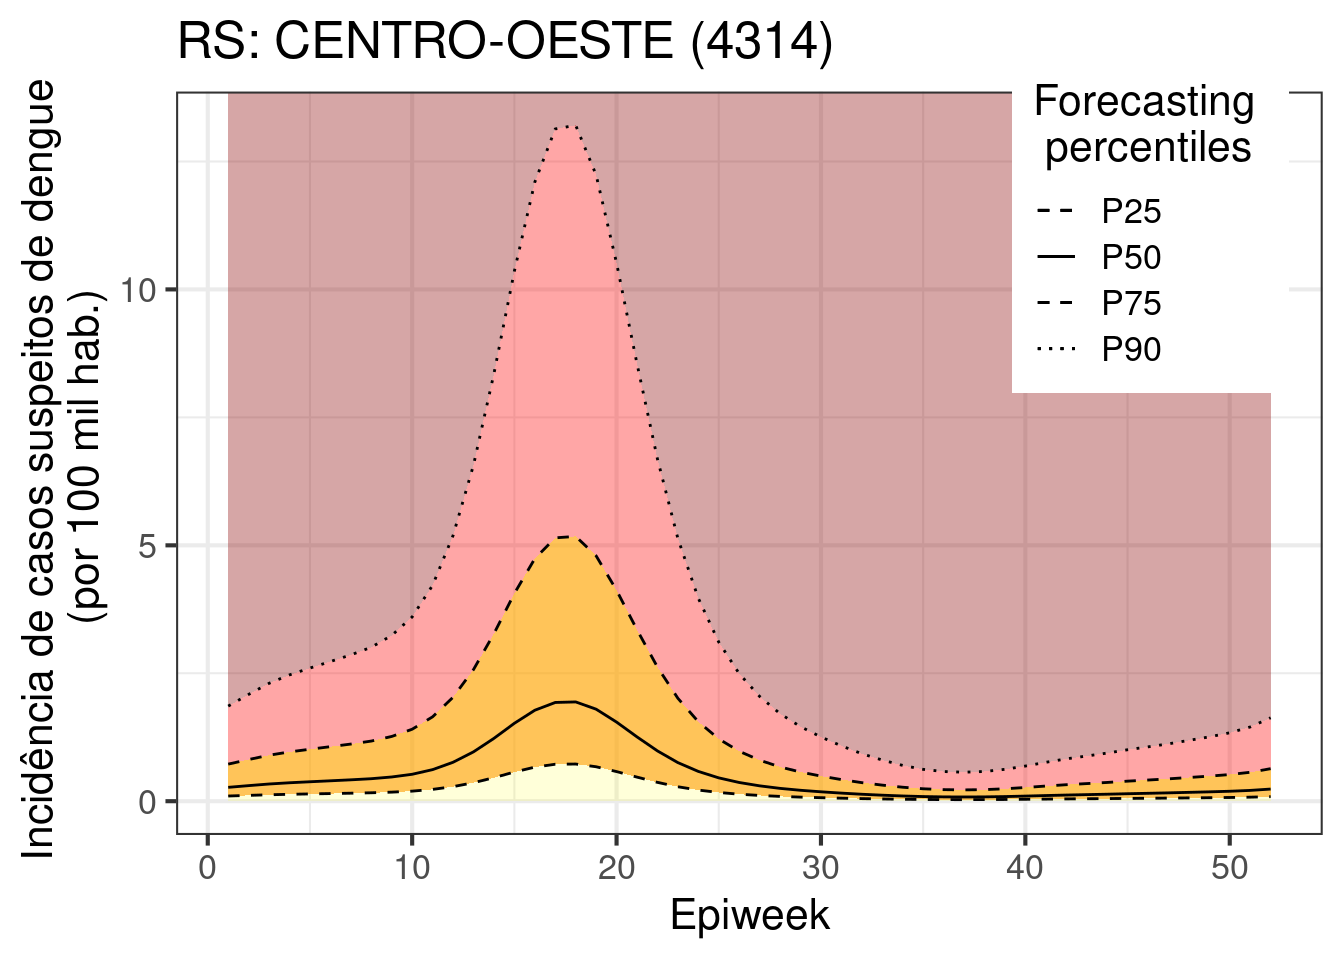 RS: CENTRO-OESTE (4314)
Incidência de casos suspeitos de dengue
(por 100 mil hab.)
10
5
0
Forecasting
percentiles
P25
P50
P75
P90
0 10 20 30 40 50
Epiweek